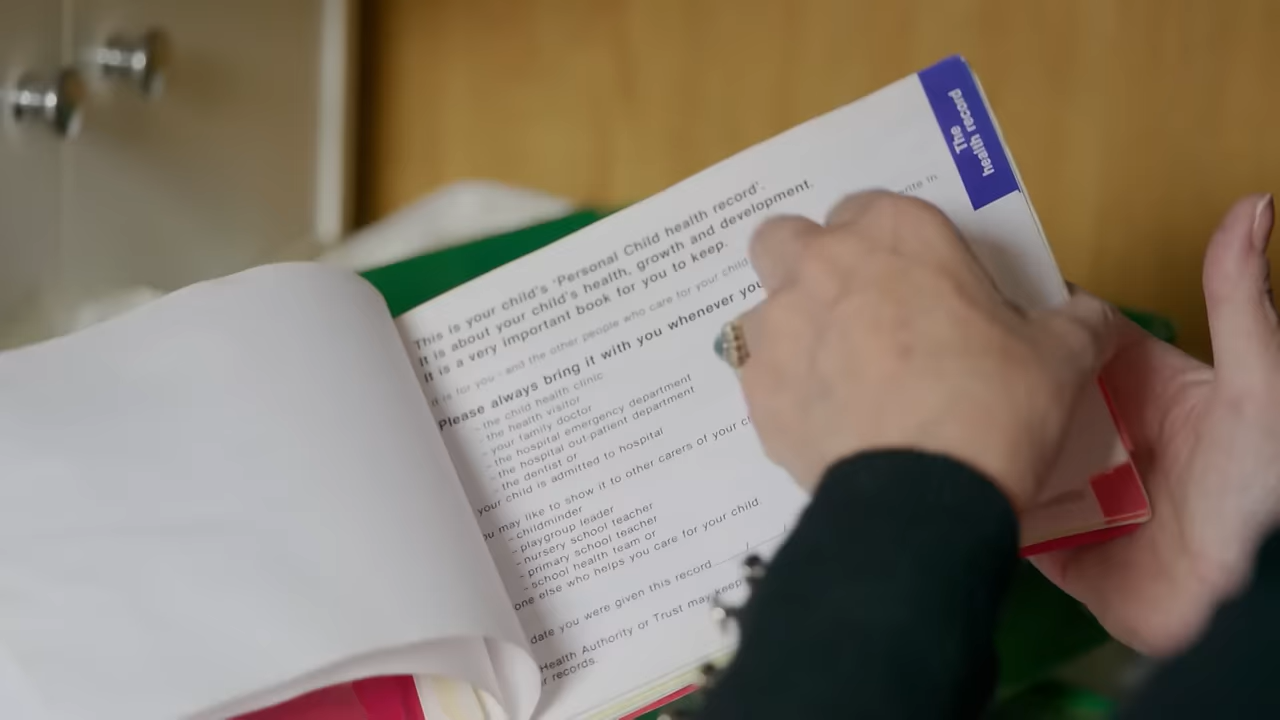 The
health record
This is your child's 'Personal Child health record'.
It is about your child's health, growth and development.
It is a very important book for you to keep.
It is for you - and the other people who care for your child
write in
Please always bring it with you whenever you
- the child health clinic
- the health visitor
- your family doctor
- the hospital emergency department
- the hospital out-patient department
- the dentist or
your child is admitted to hospital
may like to show it to other carers of your
- childminder
- playgroup leader
- nursery school teacher
- primary school teacher
- school health team or
one else who helps you care for your child.
date you were given this record / /
Health Authority or Trust may keep
records.